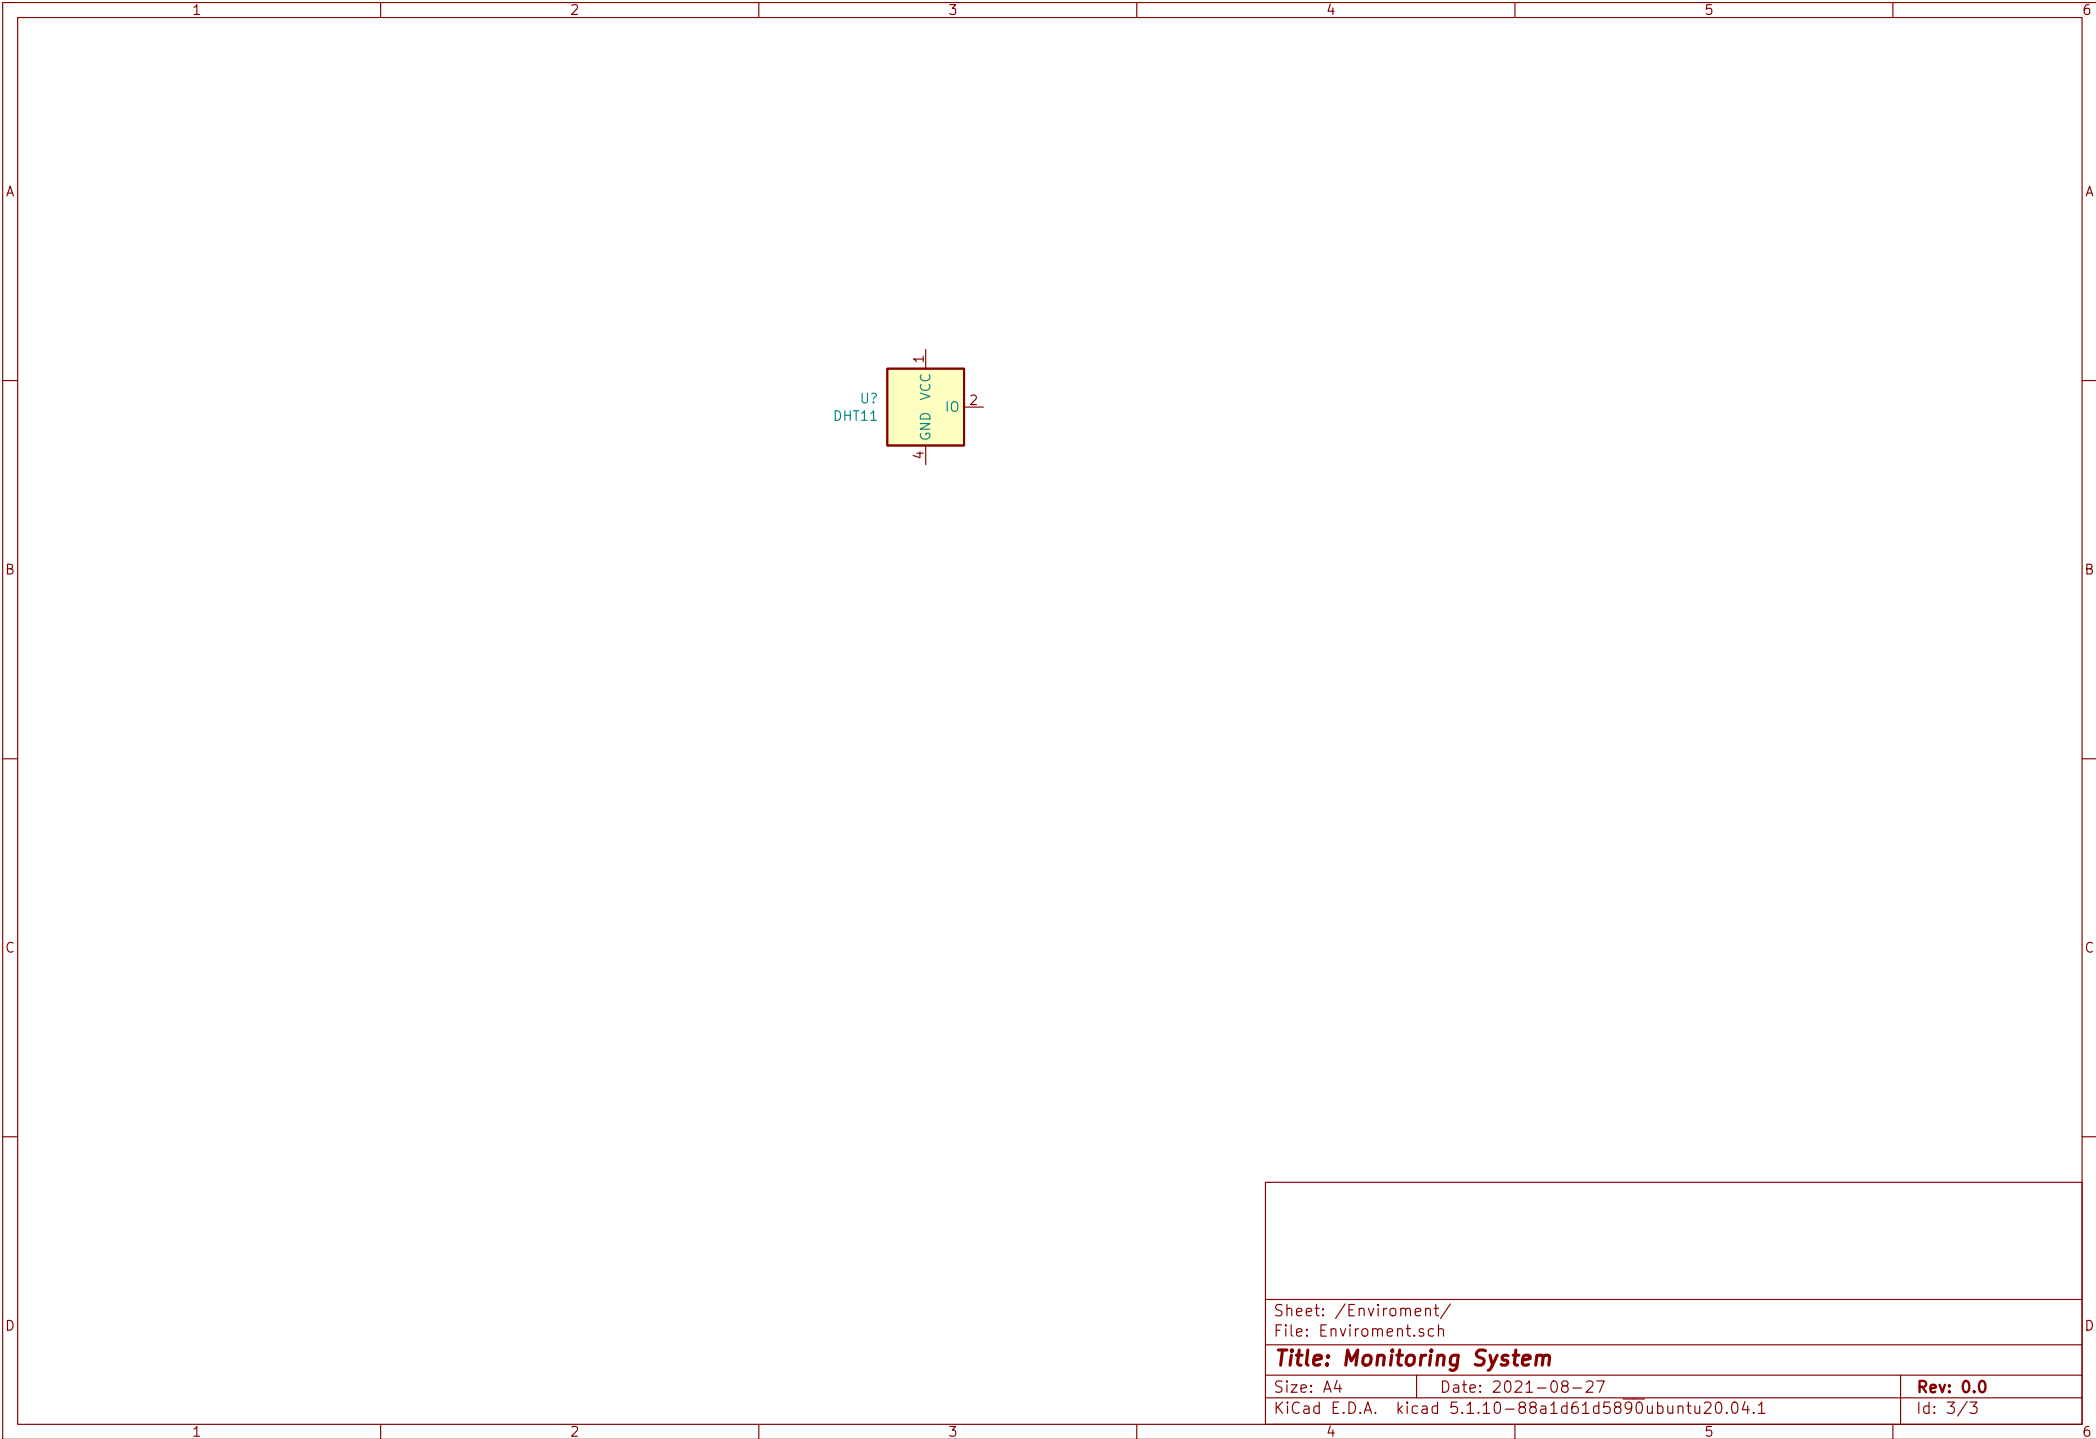 1 2 3 4 5 6
A A
1
U? VCC
IO 2
DHT11 GND
4
B B
C C
Sheet: /Enviroment/
File: Enviroment.sch
D D
Title: Monitoring System
Size: A4 Date: 2021-08-27 Rev: 0.0
KiCad E.D.A. kicad 5.1.10-88a1d61d5890ubuntu20.04.1 Id: 3/3
1 2 3 4 5 6